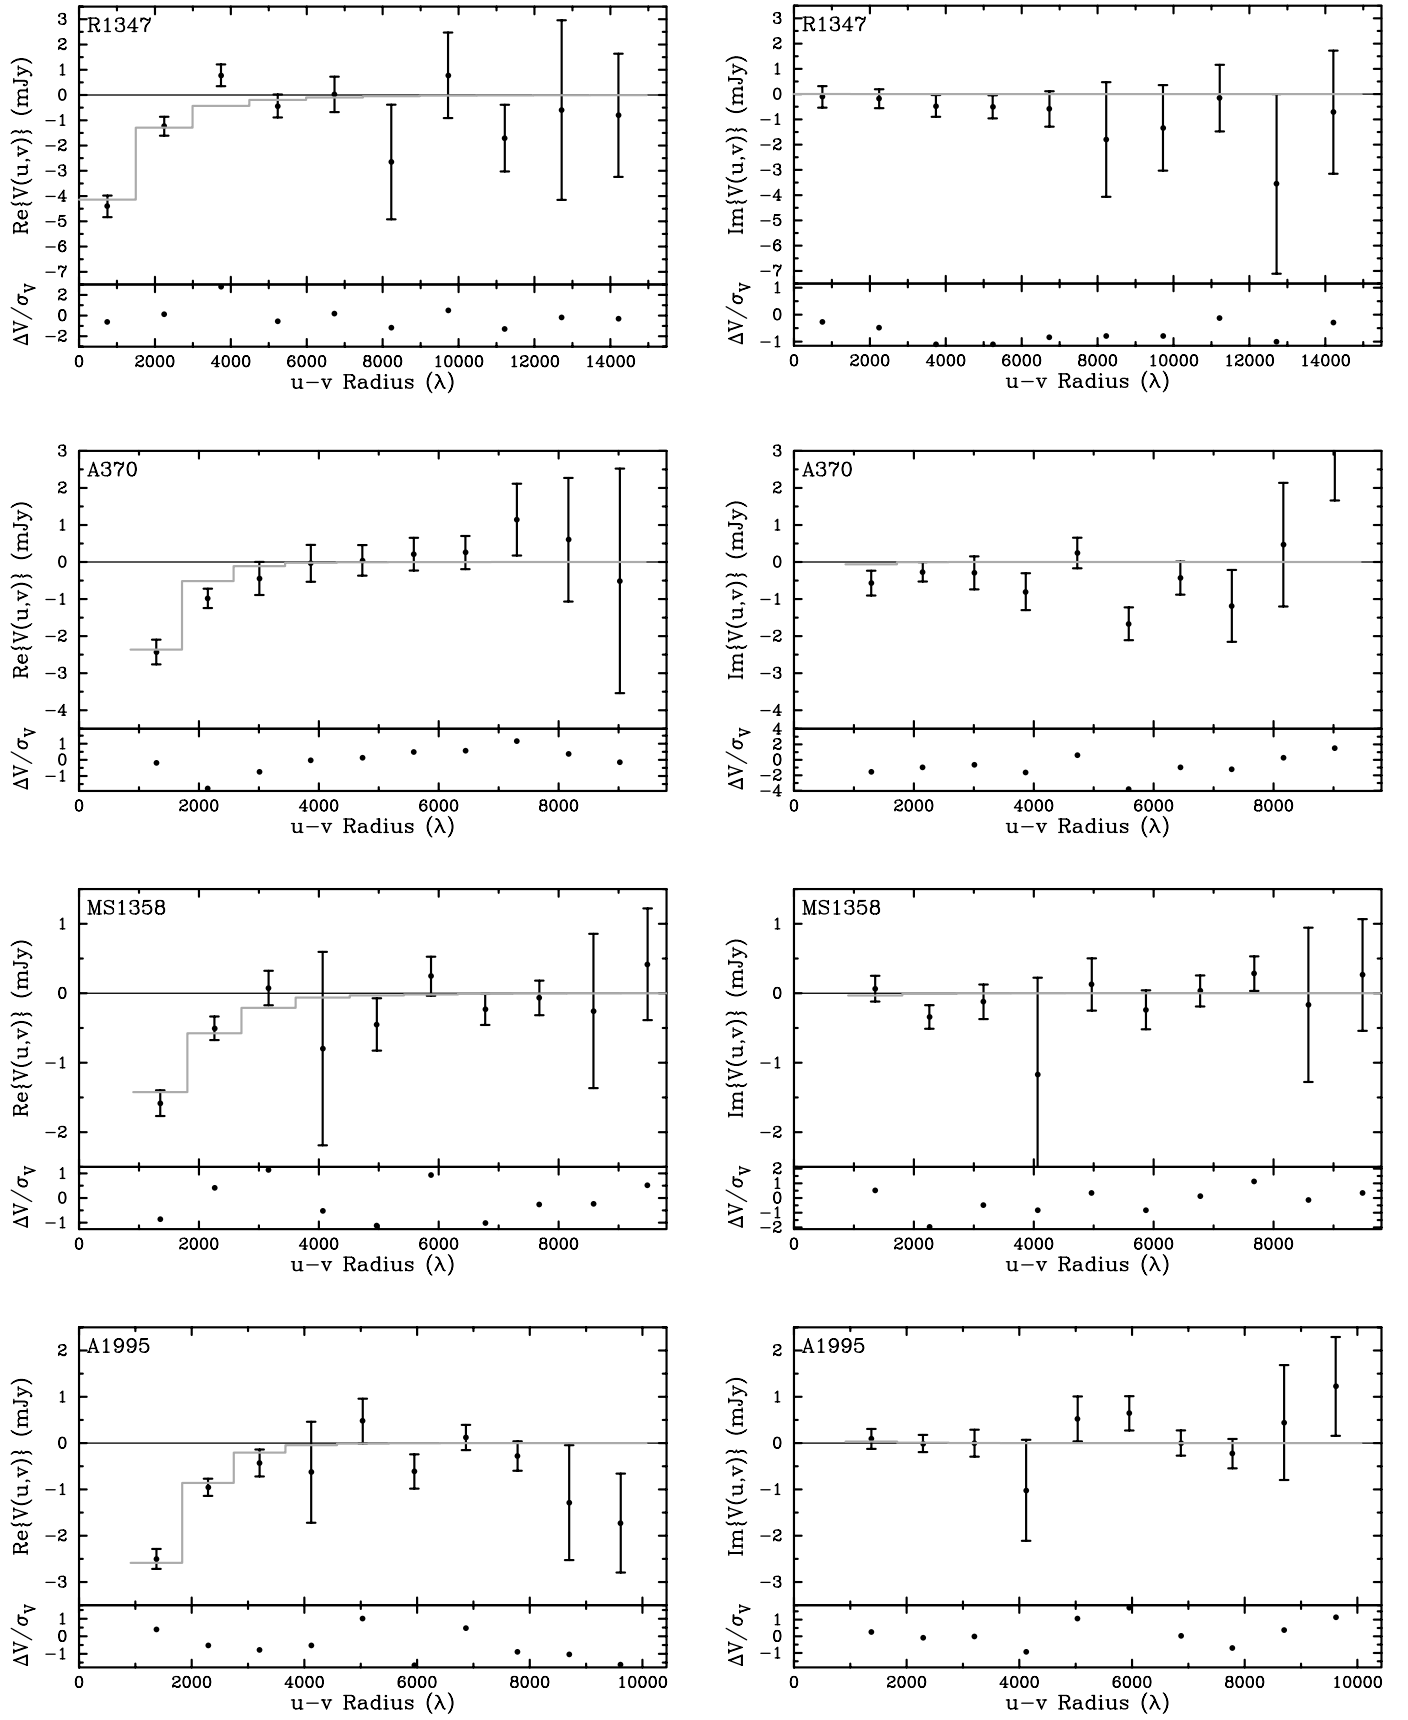 R1347
Re{V(u,v)} (mJy)
3
2
1
0
−1
−2
−3
−4
−5
−6
−7
ΔV/σV
2
0
−2
0 2000 4000 6000 8000 10000 12000 14000
u−v Radius (λ)
R1347
Im{V(u,v)} (mJy)
3
2
1
0
−1
−2
−3
−4
−5
−6
−7
ΔV/σV
1
0
−1
0 2000 4000 6000 8000 10000 12000 14000
u−v Radius (λ)
A370
Re{V(u,v)} (mJy)
3
2
1
0
−1
−2
−3
−4
ΔV/σV
1
0
−1
0 2000 4000 6000 8000
u−v Radius (λ)
A370
Im{V(u,v)} (mJy)
3
2
1
0
−1
−2
−3
−4
ΔV/σV
4
2
0
−2
−4
0 2000 4000 6000 8000
u−v Radius (λ)
MS1358
Re{V(u,v)} (mJy)
1
0
−1
−2
ΔV/σV
1
0
−1
0 2000 4000 6000 8000
u−v Radius (λ)
MS1358
Im{V(u,v)} (mJy)
1
0
−1
−2
ΔV/σV
2
1
0
−1
−2
0 2000 4000 6000 8000
u−v Radius (λ)
A1995
Re{V(u,v)} (mJy)
2
1
0
−1
−2
−3
ΔV/σV
1
0
−1
0 2000 4000 6000 8000 10000
u−v Radius (λ)
A1995
Im{V(u,v)} (mJy)
2
1
0
−1
−2
−3
ΔV/σV
1
0
−1
0 2000 4000 6000 8000 10000
u−v Radius (λ)